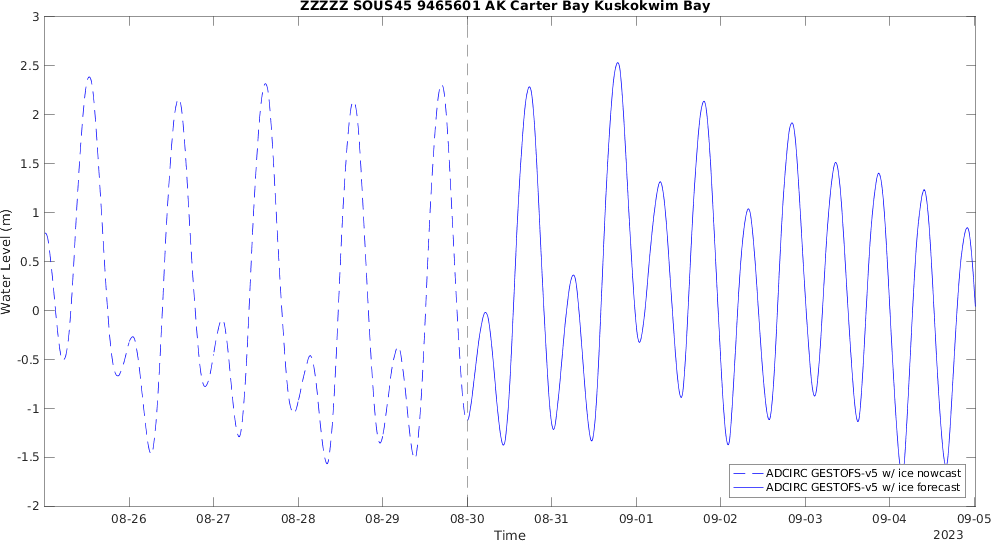 ZZZZZ SOUS45 9465601 AK Carter Bay Kuskokwim Bay
Water Level (m)
3
2.5
2
1.5
1
0.5
0
-0.5
-1
-1.5
-2
ADCIRC GESTOFS-v5 w/ ice nowcast
ADCIRC GESTOFS-v5 w/ ice forecast
08-26 08-27 08-28 08-29 08-30 08-31 09-01 09-02 09-03 09-04 09-05
Time
2023